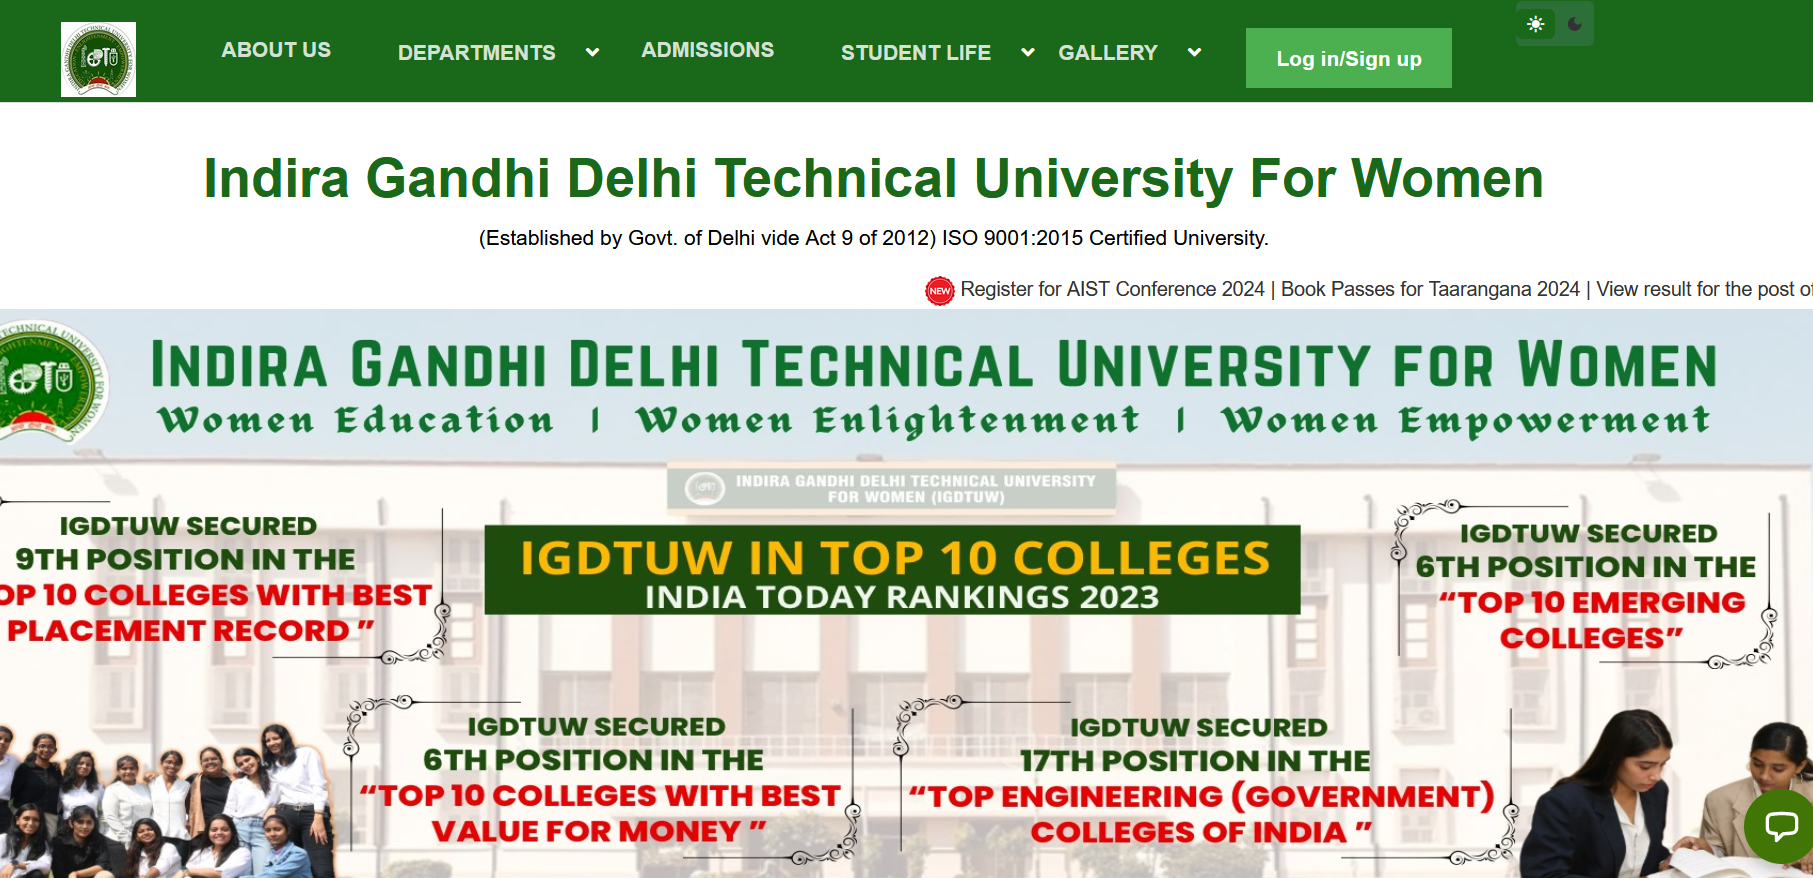 ABOUT US
DEPARTMENTS
ADMISSIONS
STUDENT LIFE
GALLERY
Log in/Sign up
Indira Gandhi Delhi Technical University For Women
(Established by Govt. of Delhi vide Act 9 of 2012) ISO 9001:2015 Certified University.
NEW Register for AIST Conference 2024 | Book Passes for Taarangana 2024 | View result for the post of
INDIRA GANDHI DELHI TECHNICAL UNIVERSITY FOR WOMEN
Women Education | Women Enlightenment | Women Empowerment
INDIRA GANDHI DELHI TECHNICAL UNIVERSITY
FOR WOMEN (IGDTUW)
IGDTUW SECURED
9TH POSITION IN THE
OP 10 COLLEGES WITH BEST
PLACEMENT RECORD ”
IGDTUW IN TOP 10 COLLEGES
INDIA TODAY RANKINGS 2023
IGDTUW SECURED
6TH POSITION IN THE
“TOP 10 EMERGING
COLLEGES”
IGDTUW SECURED
6TH POSITION IN THE
“TOP 10 COLLEGES WITH BEST
VALUE FOR MONEY ”
IGDTUW SECURED
17TH POSITION IN THE
“TOP ENGINEERING (GOVERNMENT)
COLLEGES OF INDIA ”